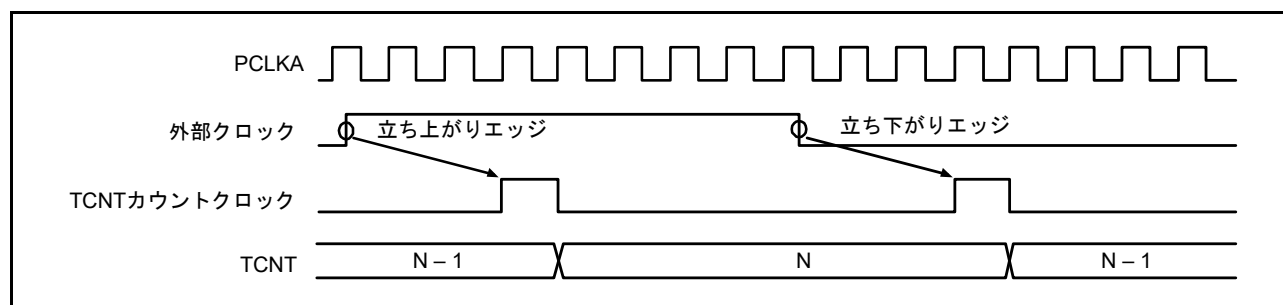 PCLKA
外部クロック
立ち上がりエッジ
立ち下がりエッジ
TCNTカウントクロック
TCNT
N – 1
N
N – 1